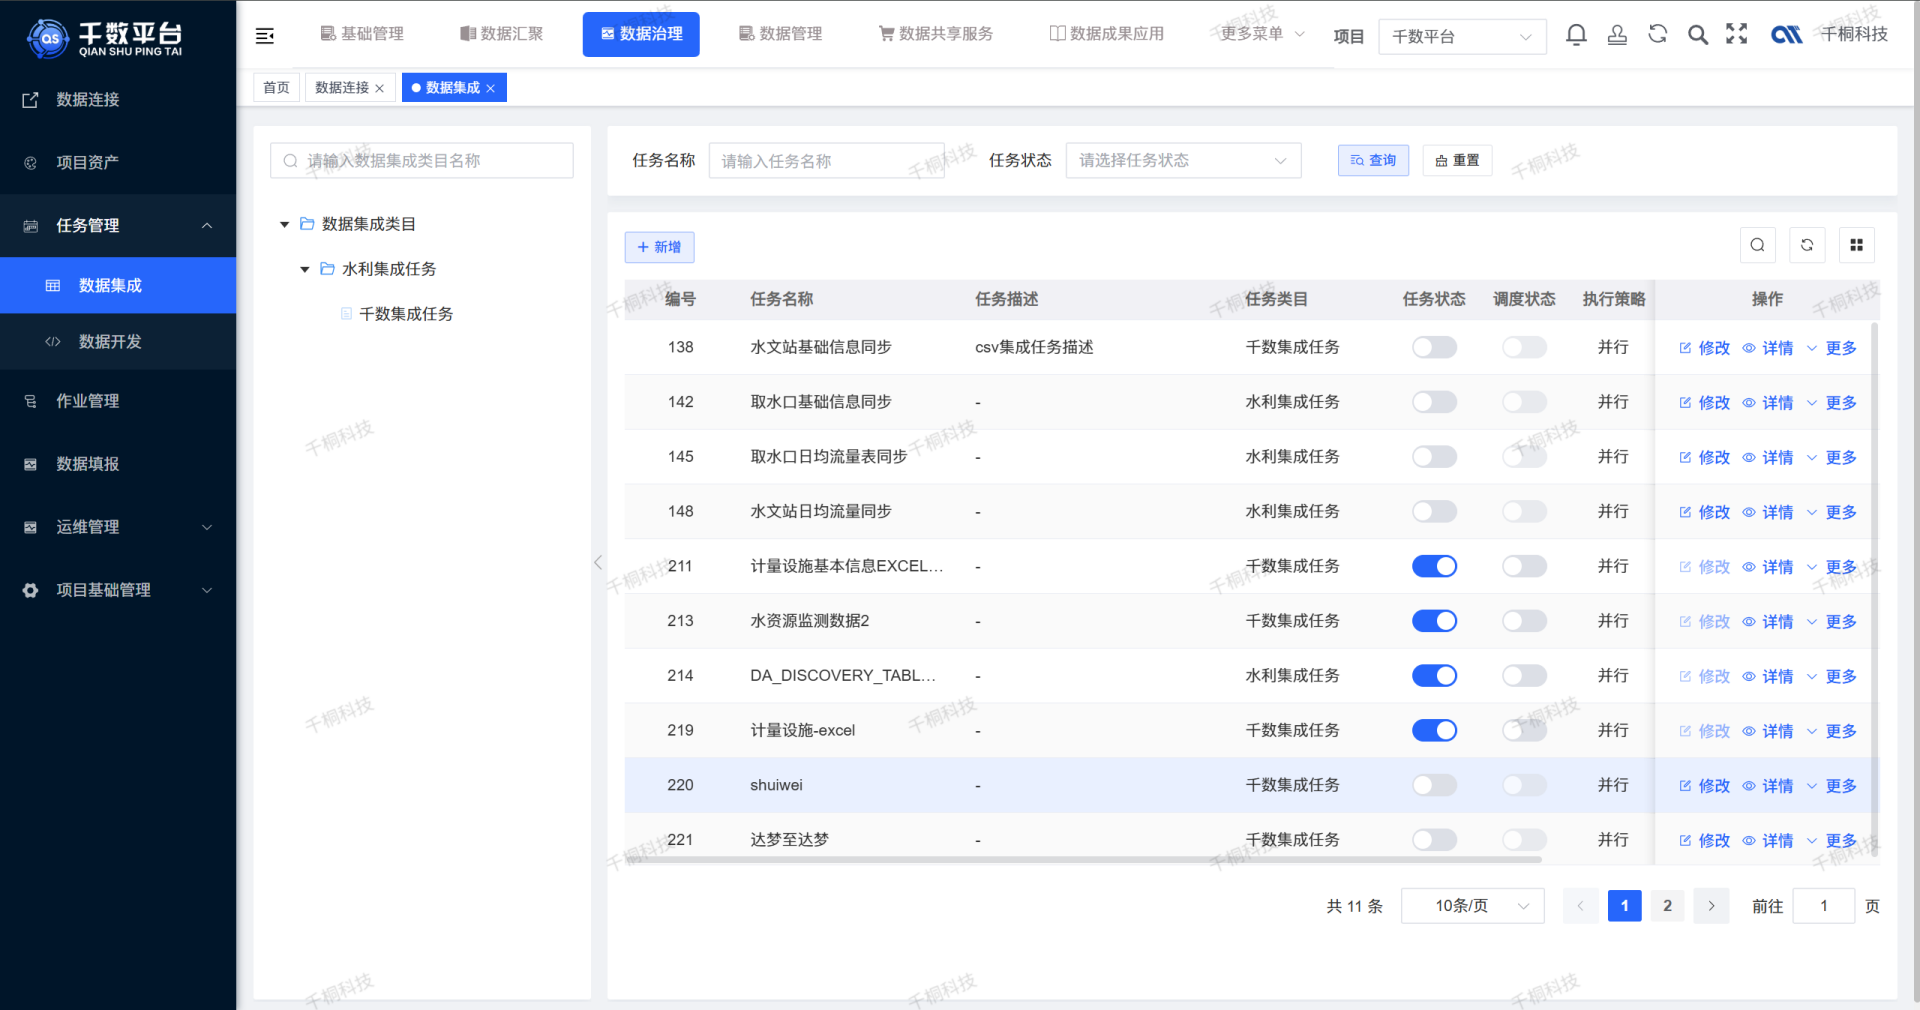 千数平台
QIAN SHU PING TAI
基础管理
数据汇聚
数据治理
数据管理
数据共享服务
数据成果应用
更多菜单
项目
千数平台
千桐科技
首页
数据连接
数据集成
数据连接
项目资产
任务管理
数据集成
数据开发
作业管理
数据填报
运维管理
项目基础管理
请输入数据集成类目名称
数据集成类目
水利集成任务
千数集成任务
任务名称
请输入任务名称
任务状态
请选择任务状态
查询
重置
新增
编号 任务名称 任务描述 任务类目 任务状态 调度状态 执行策略 操作
138 水文站基础信息同步 csv集成任务描述 千数集成任务 并行 修改 详情 更多
142 取水口基础信息同步 - 水利集成任务 并行 修改 详情 更多
145 取水口日均流量表同步 - 水利集成任务 并行 修改 详情 更多
148 水文站日均流量同步 - 水利集成任务 并行 修改 详情 更多
211 计量设施基本信息EXCEL... - 千数集成任务 并行 修改 详情 更多
213 水资源监测数据2 - 千数集成任务 并行 修改 详情 更多
214 DA_DISCOVERY_TABL... - 水利集成任务 并行 修改 详情 更多
219 计量设施-excel - 千数集成任务 并行 修改 详情 更多
220 shuiwei - 千数集成任务 并行 修改 详情 更多
221 达梦至达梦 - 千数集成任务 并行 修改 详情 更多
共 11 条
10条/页
1
2
前往
1
页
千桐科技